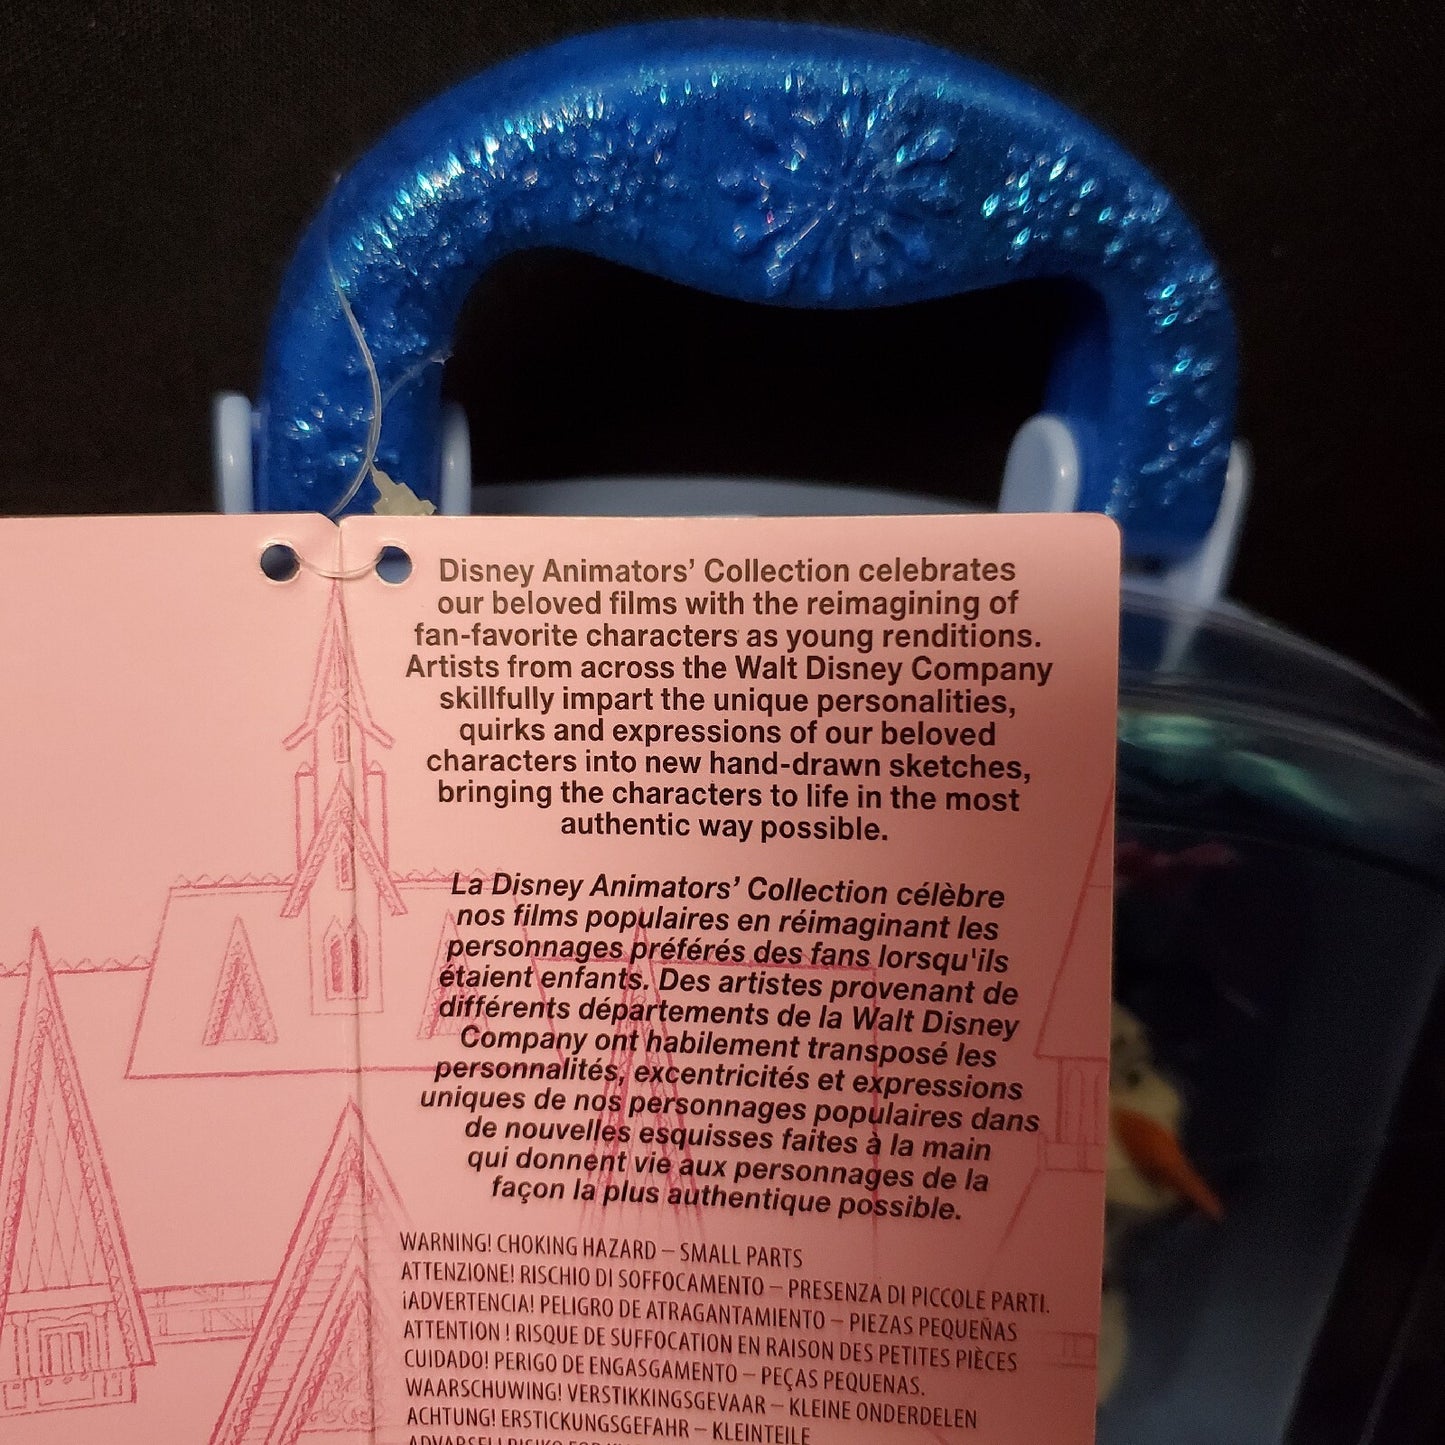 Disney Animators’ Collection celebrates
our beloved films with the reimagining of
fan-favorite characters as young renditions.
Artists from across the Walt Disney Company
skillfully impart the unique personalities,
quirks and expressions of our beloved
characters into new hand-drawn sketches,
bringing the characters to life in the most
authentic way possible.
La Disney Animators’ Collection célèbre
nos films populaires en réimaginant les
personnages préférés des fans lorsqu'ils
étaient enfants. Des artistes provenant de
différents départements de la Walt Disney
Company ont habilement transposé les
personnalités, excentricités et expressions
uniques de nos personnages populaires dans
de nouvelles esquisses faites à la main
qui donnent vie aux personnages de la
façon la plus authentique possible.
WARNING! CHOKING HAZARD – SMALL PARTS
ATTENZIONE! RISCHIO DI SOFFOCAMENTO – PRESENZA DI PICCOLE PARTI.
¡ADVERTENCIA! PELIGRO DE ATRAGANTAMIENTO – PIEZAS PEQUEÑAS
ATTENTION ! RISQUE DE SUFFOCATION EN RAISON DES PETITES PIÈCES
CUIDADO! PERIGO DE ENGASGAMENTO – PEÇAS PEQUENAS.
WAARSCHUWING! VERSTIKKINGSGEVAAR – KLEINE ONDERDELEN
ACHTUNG! ERSTICKUNGSGEFAHR – KLEINTEILE